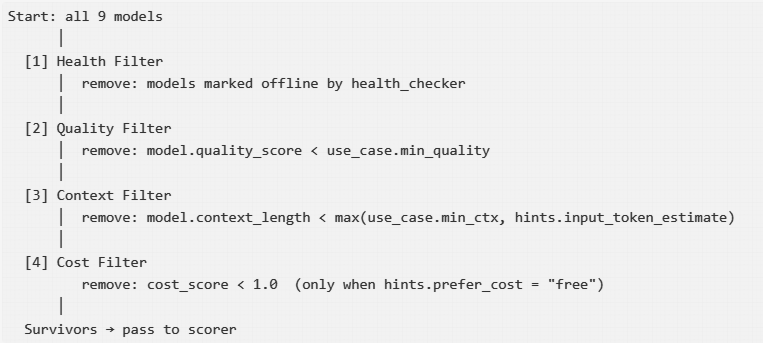 Start: all 9 models
[1] Health Filter
remove: models marked offline by health_checker
[2] Quality Filter
remove: model.quality_score < use_case.min_quality
[3] Context Filter
remove: model.context_length < max(use_case.min_ctx, hints.input_token_estimate)
[4] Cost Filter
remove: cost_score < 1.0  (only when hints.prefer_cost = "free")
Survivors → pass to scorer